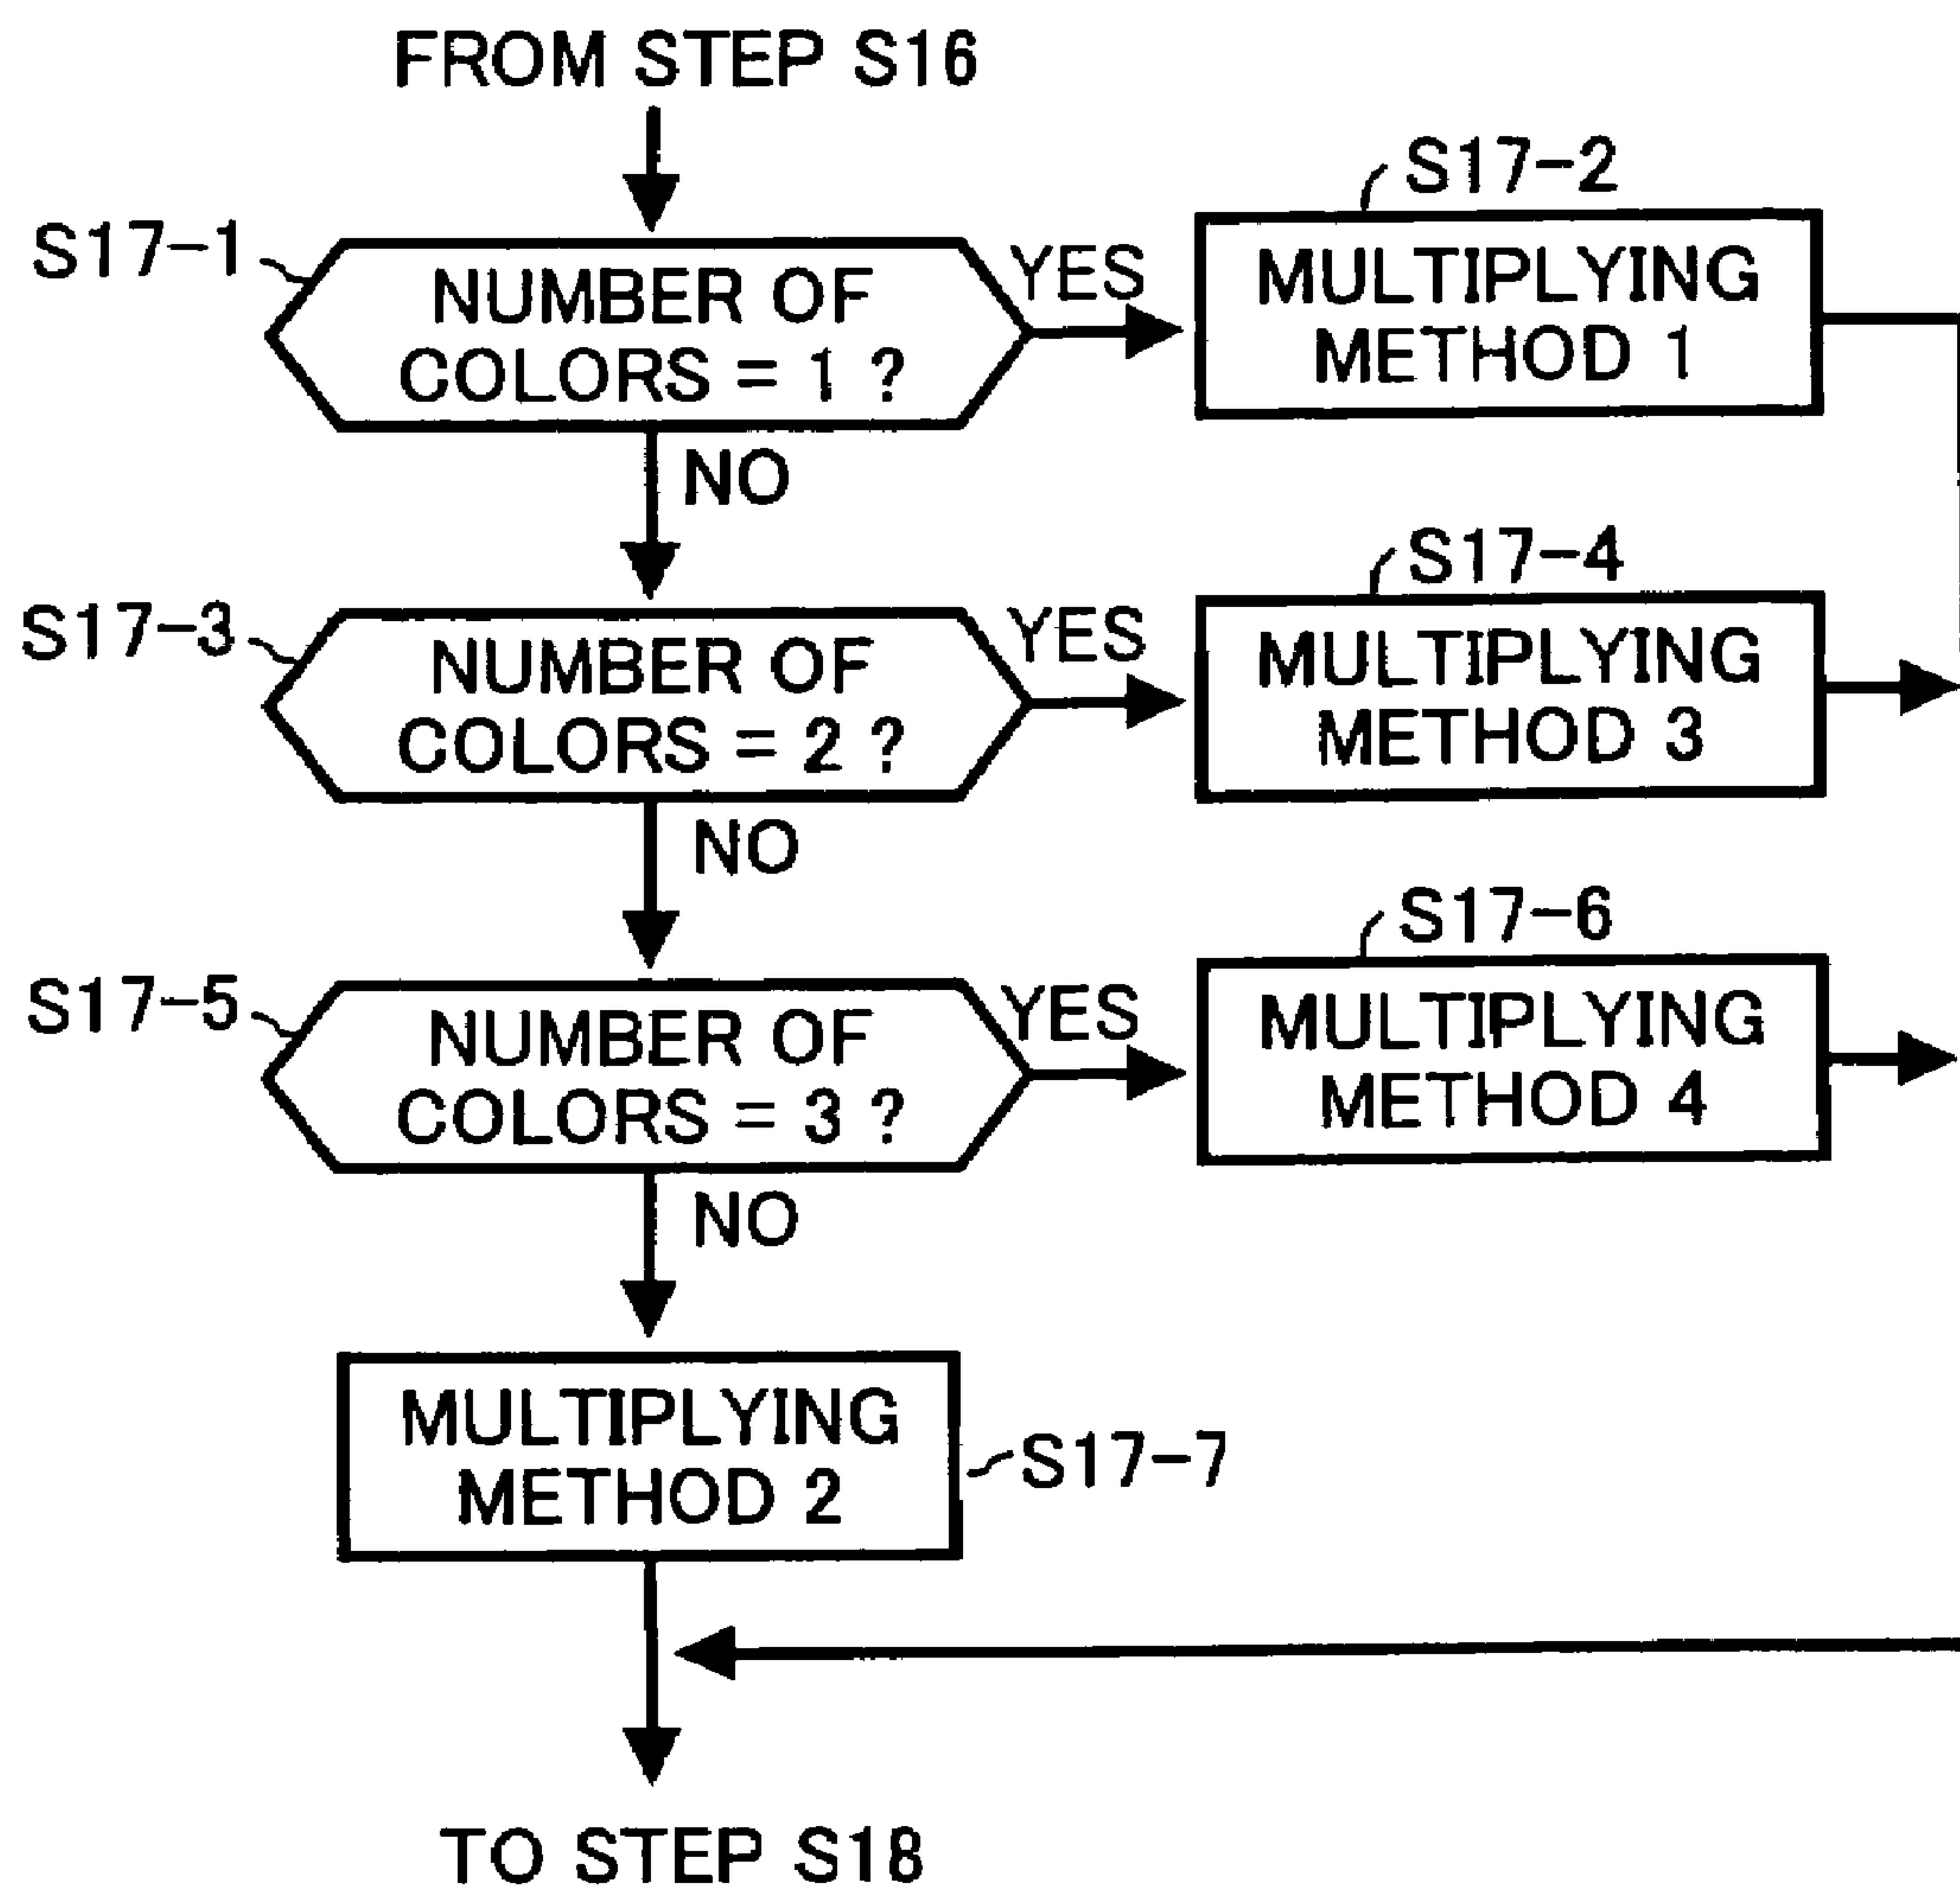 FROM STEP S16
S17-2
S17-1
NUMBER OF
COLORS = 1 ?
YES
MULTIPLYING
METHOD 1
NO
S17-4
S17-3
NUMBER OF
COLORS = 2 ?
YES
MULTIPLYING
METHOD 3
NO
S17-6
S17-5
NUMBER OF
COLORS = 3 ?
YES
MULTIPLYING
METHOD 4
NO
MULTIPLYING
METHOD 2
S17-7
TO STEP S18